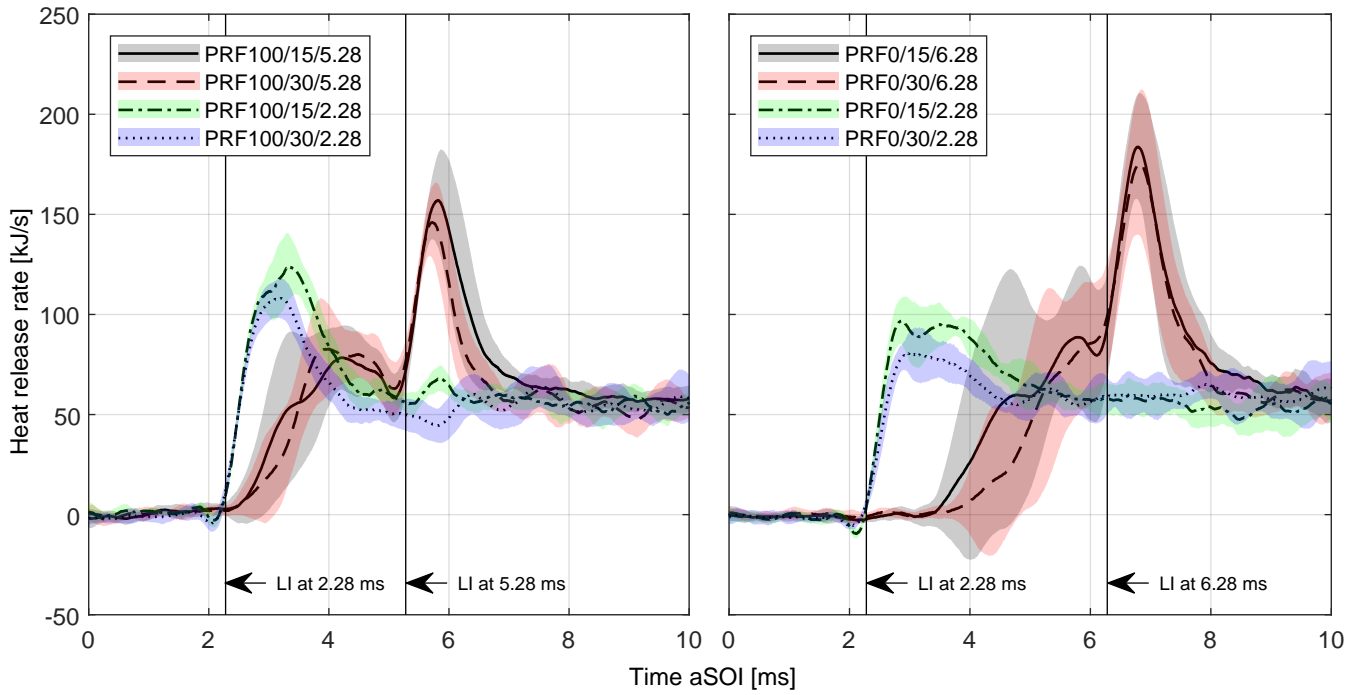 Heat release rate [kJ/s]
250
200
150
100
50
0
-50
PRF100/15/5.28
PRF100/30/5.28
PRF100/15/2.28
PRF100/30/2.28
LI at 2.28 ms
LI at 5.28 ms
0 2 4 6 8 10
PRF0/15/6.28
PRF0/30/6.28
PRF0/15/2.28
PRF0/30/2.28
LI at 2.28 ms
LI at 6.28 ms
0 2 4 6 8 10
Time aSOI [ms]